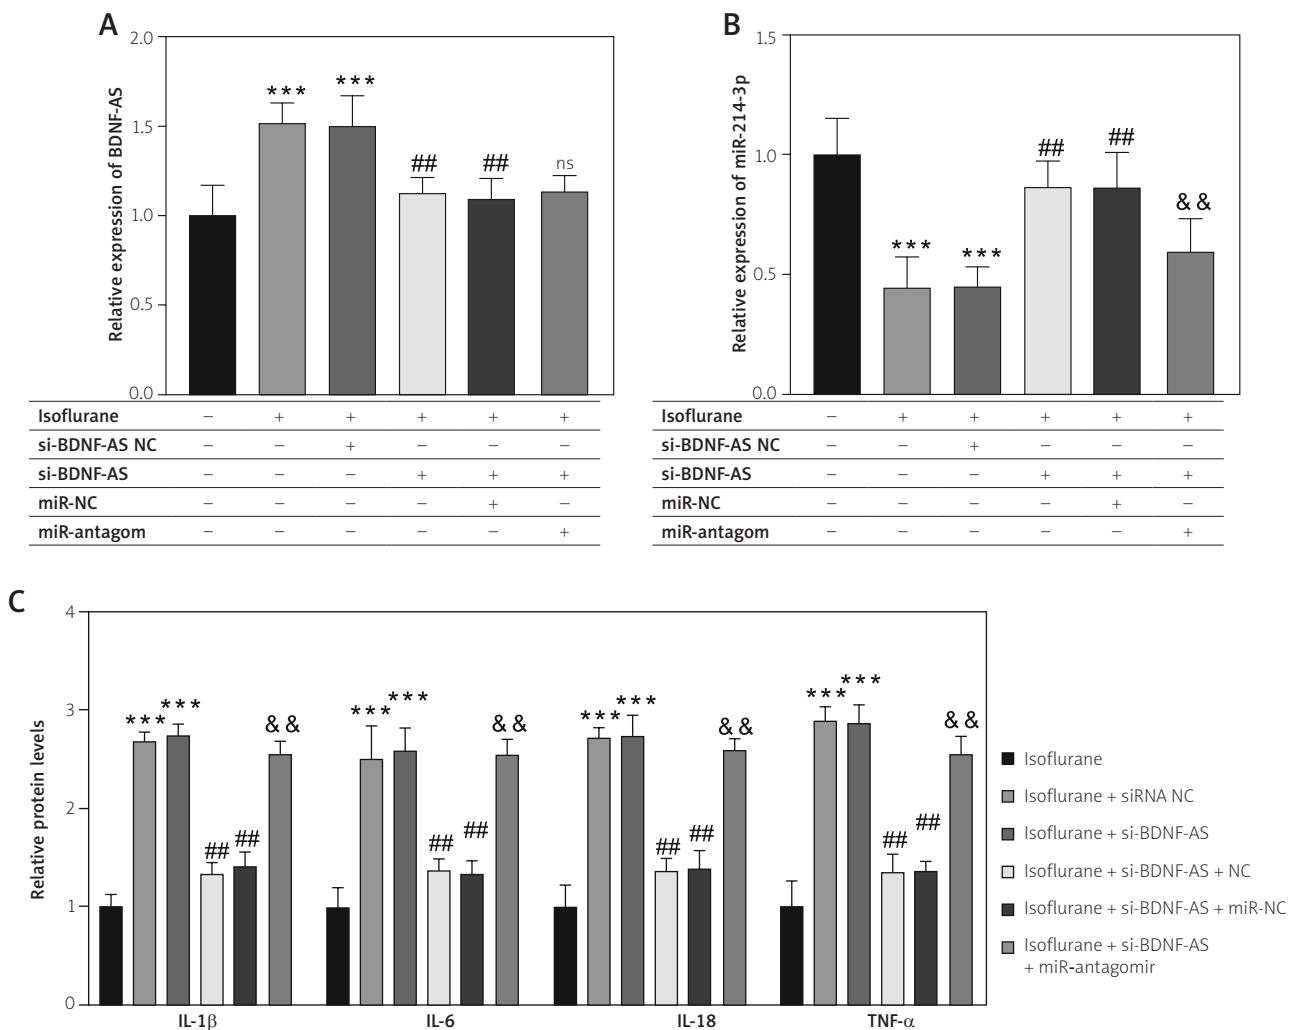 A
2.0
1.5
1.0
0.5
0.0
Relative expression of BDNF-AS
*** *** ## ## ns
Isoflurane − + + + + +
si-BDNF-AS NC − − + − − −
si-BDNF-AS − − − + + +
miR-NC − − − − + −
miR-antagom − − − − − +
B
1.5
1.0
0.5
0.0
Relative expression of miR-214-3p
*** *** ## ## &&
Isoflurane − + + + + +
si-BDNF-AS NC − − + − − −
si-BDNF-AS − − − + + +
miR-NC − − − − + −
miR-antagom − − − − − +
C
4
3
2
1
0
Relative protein levels
*** *** ## ## &&
*** *** ## ## &&
*** *** ## ## &&
*** *** ## ## &&
IL-1β IL-6 IL-18 TNF-α
Isoflurane
Isoflurane + siRNA NC
Isoflurane + si-BDNF-AS
Isoflurane + si-BDNF-AS + NC
Isoflurane + si-BDNF-AS + miR-NC
Isoflurane + si-BDNF-AS
+ miR-antagomir